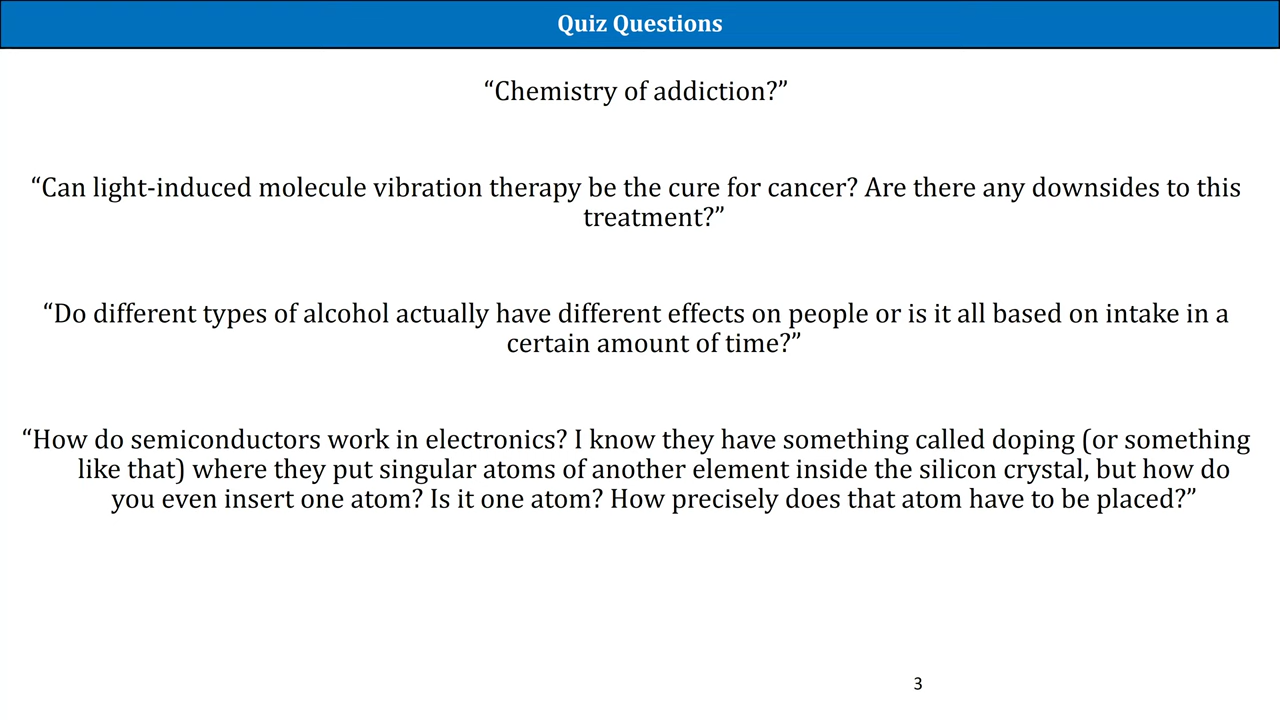 Quiz Questions
“Chemistry of addiction?”
“Can light-induced molecule vibration therapy be the cure for cancer? Are there any downsides to this
treatment?”
“Do different types of alcohol actually have different effects on people or is it all based on intake in a
certain amount of time?”
“How do semiconductors work in electronics? I know they have something called doping (or something
like that) where they put singular atoms of another element inside the silicon crystal, but how do
you even insert one atom? Is it one atom? How precisely does that atom have to be placed?”
3